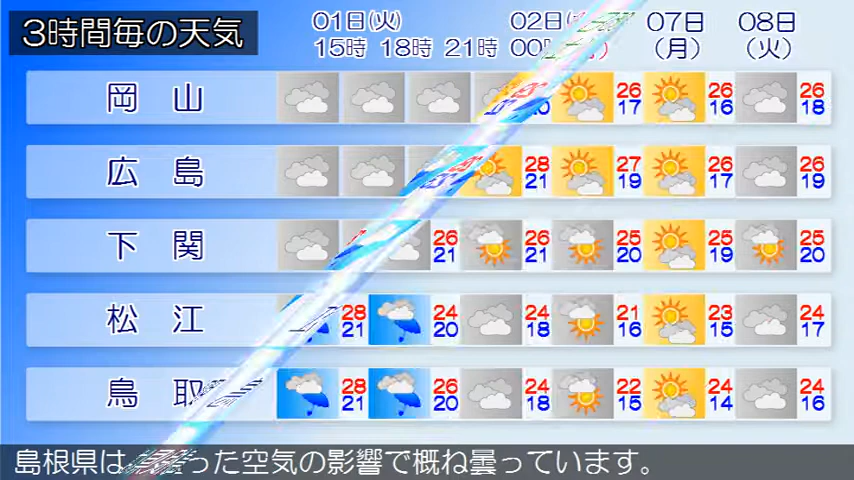 3時間毎の天気
01日(火) 02日 07日 08日
15時 18時 21時 00 (月) (火)
岡 山 26 26 26
20 17 16 18
広 島 28 27 26 26
21 19 17 19
下 関 26 26 25 25 25
21 21 20 19 20
松 江 28 24 24 21 23 24
21 20 18 16 15 17
鳥 取 28 26 24 22 24 24
21 20 18 15 14 16
島根県は った空気の影響で概ね曇っています。